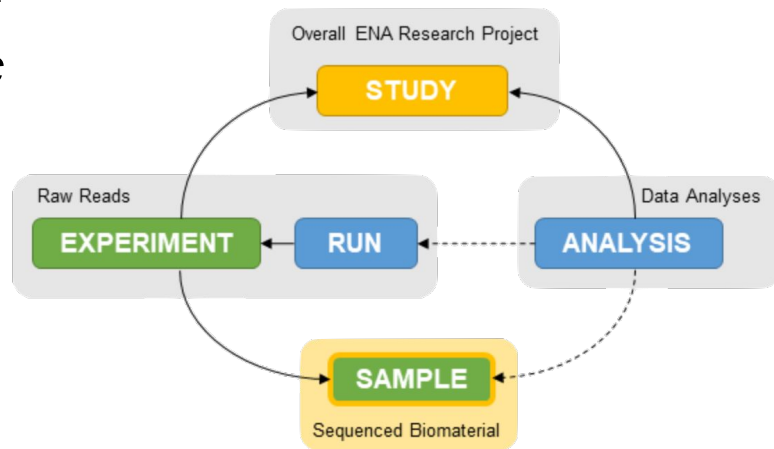 Overall ENA Research Project
STUDY
Raw Reads
Data Analyses
EXPERIMENT
RUN
ANALYSIS
SAMPLE
Sequenced Biomaterial